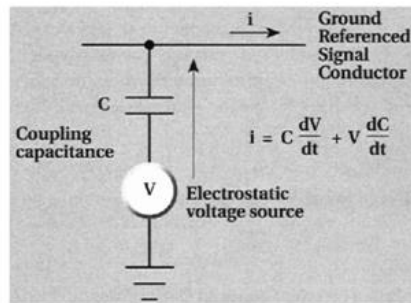 i
Ground
Referenced
Signal
Conductor
C
Coupling
capacitance
i = C dV/dt + V dC/dt
V
Electrostatic
voltage source